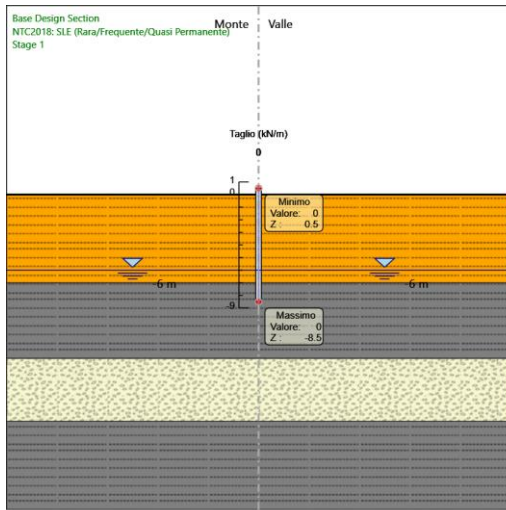 Base Design Section
NTC2018: SLE (Rara/Frequente/Quasi Permanente)
Stage 1
Monte
Valle
Taglio (kN/m)
0
1
0
Minimo
Valore: 0
Z : 0.5
-6 m
-6 m
-9
Massimo
Valore: 0
Z : -8.5